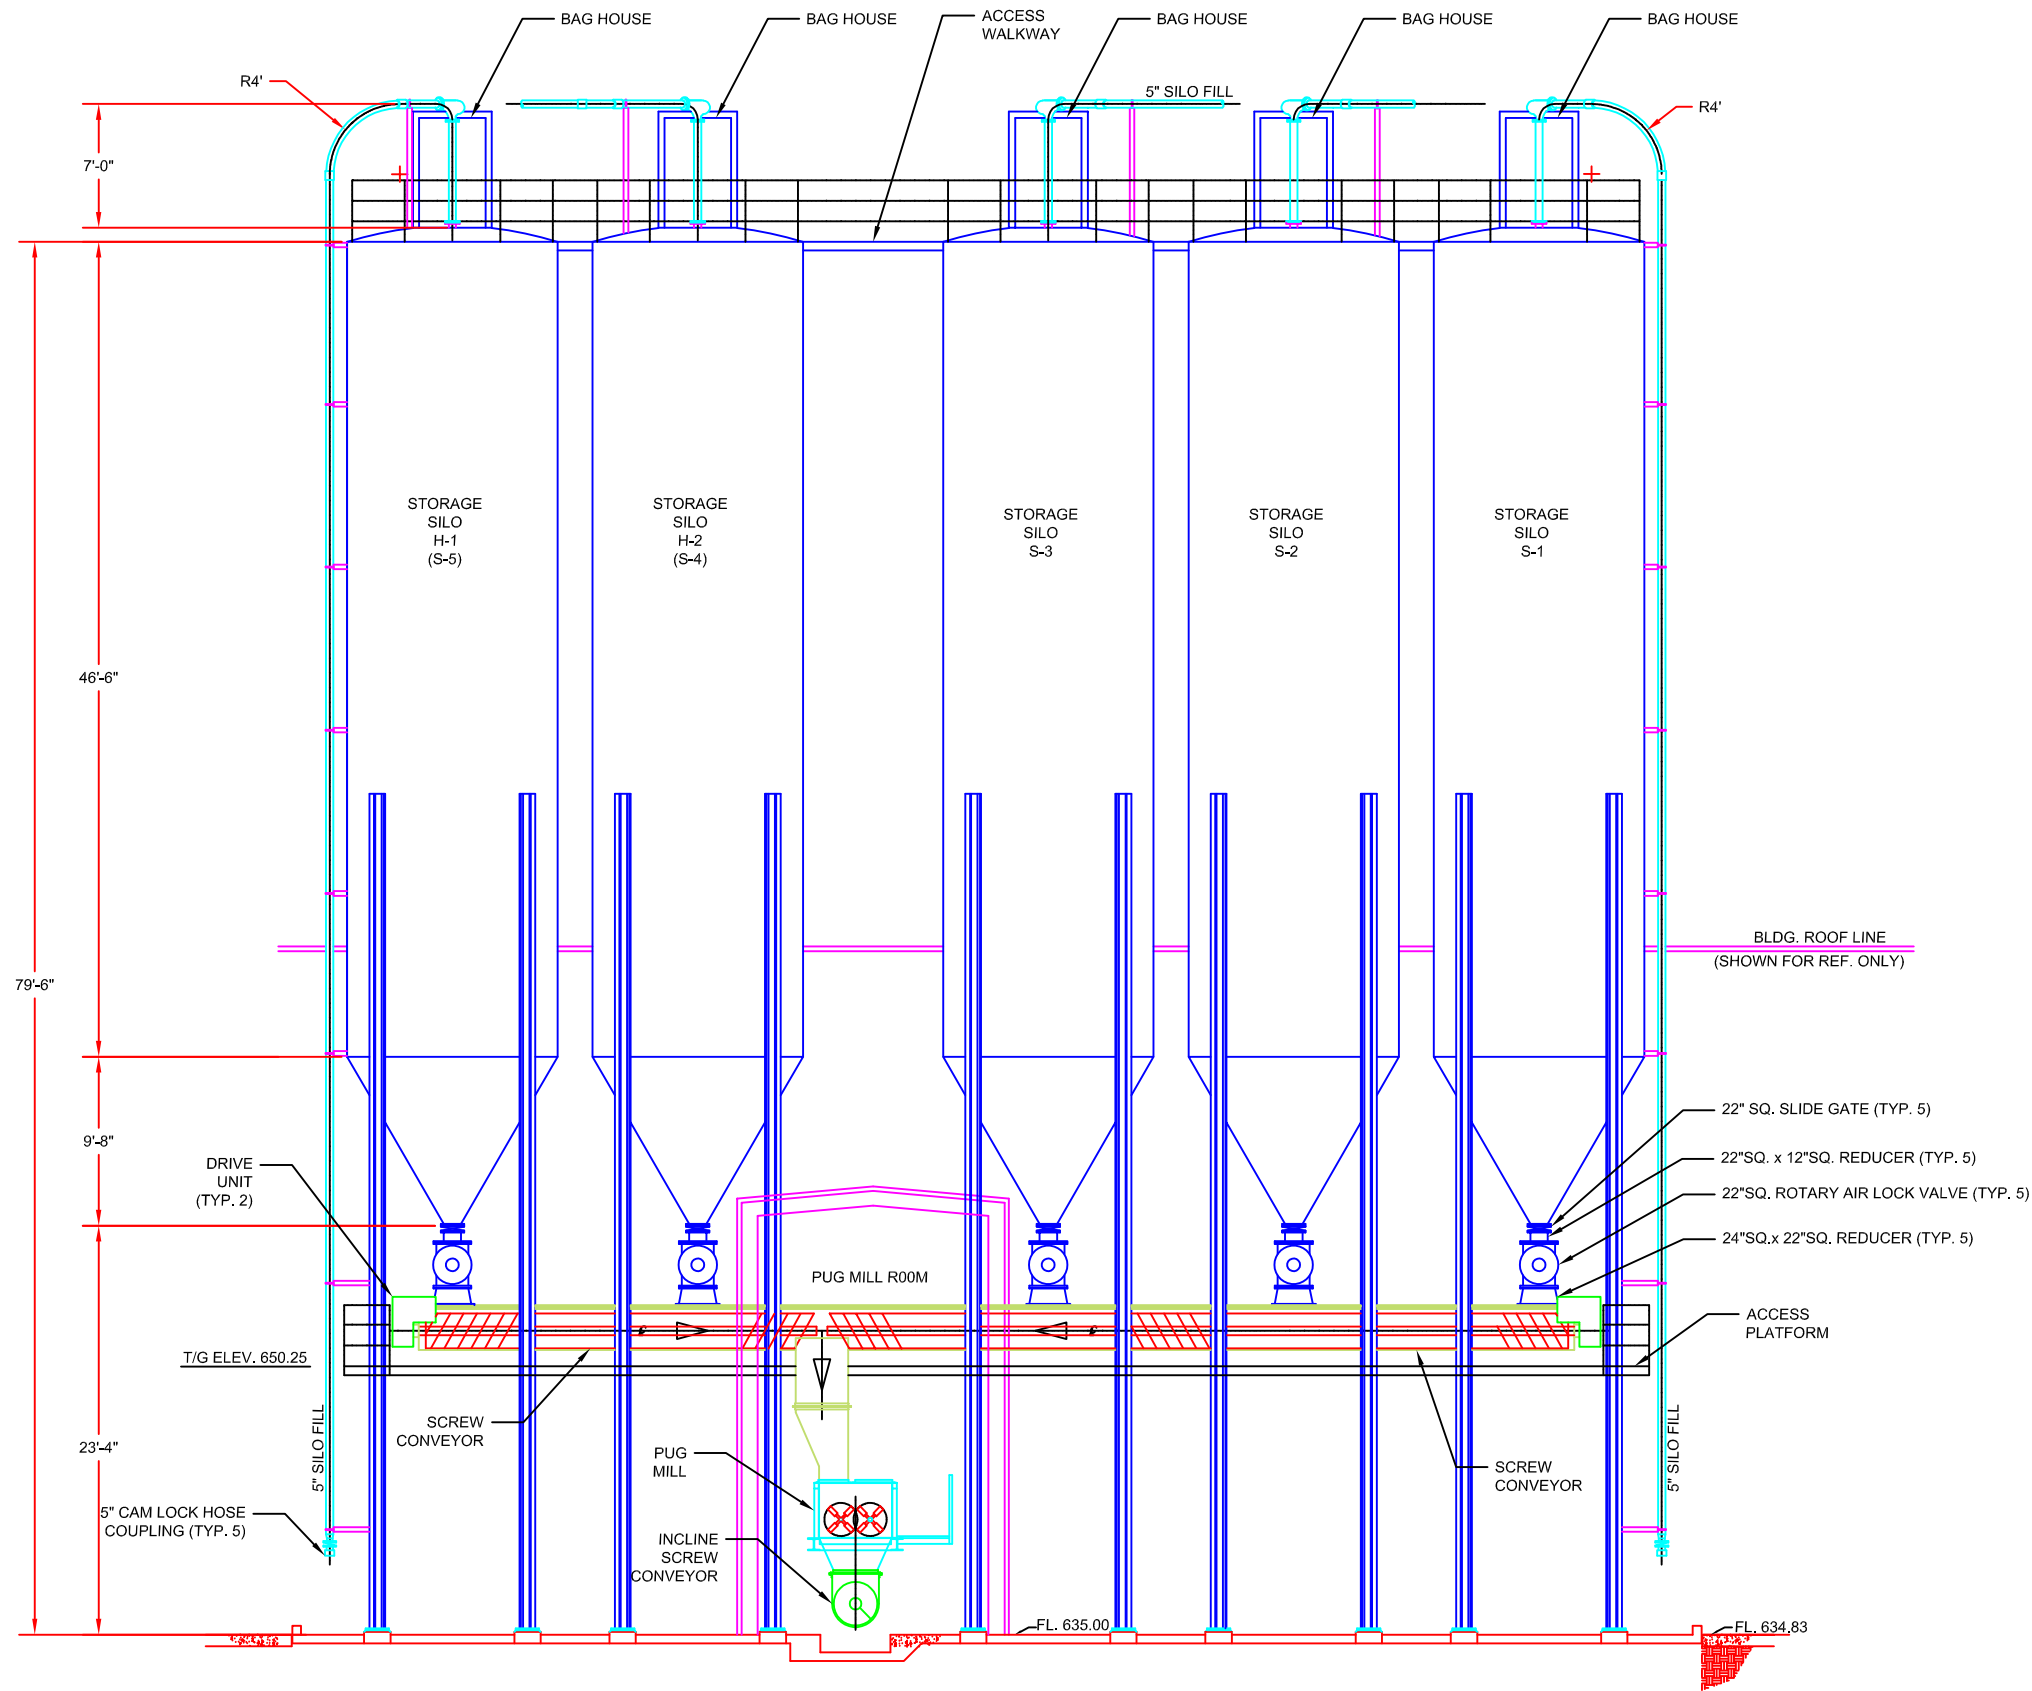 BAG HOUSE
BAG HOUSE
ACCESS
WALKWAY
BAG HOUSE
BAG HOUSE
BAG HOUSE
R4'
5" SILO FILL
R4'
7'-0"
STORAGE
SILO
H-1
(S-5)
STORAGE
SILO
H-2
(S-4)
STORAGE
SILO
S-3
STORAGE
SILO
S-2
STORAGE
SILO
S-1
46'-6"
79'-6"
BLDG. ROOF LINE
(SHOWN FOR REF. ONLY)
9'-8"
22" SQ. SLIDE GATE (TYP. 5)
22"SQ. x 12"SQ. REDUCER (TYP. 5)
22"SQ. ROTARY AIR LOCK VALVE (TYP. 5)
24"SQ.x 22"SQ. REDUCER (TYP. 5)
DRIVE
UNIT
(TYP. 2)
PUG MILL R00M
ACCESS
PLATFORM
T/G ELEV. 650.25
23'-4"
5" SILO FILL
SCREW
CONVEYOR
PUG
MILL
SCREW
CONVEYOR
5" SILO FILL
5" CAM LOCK HOSE
COUPLING (TYP. 5)
INCLINE
SCREW
CONVEYOR
FL. 635.00
FL. 634.83